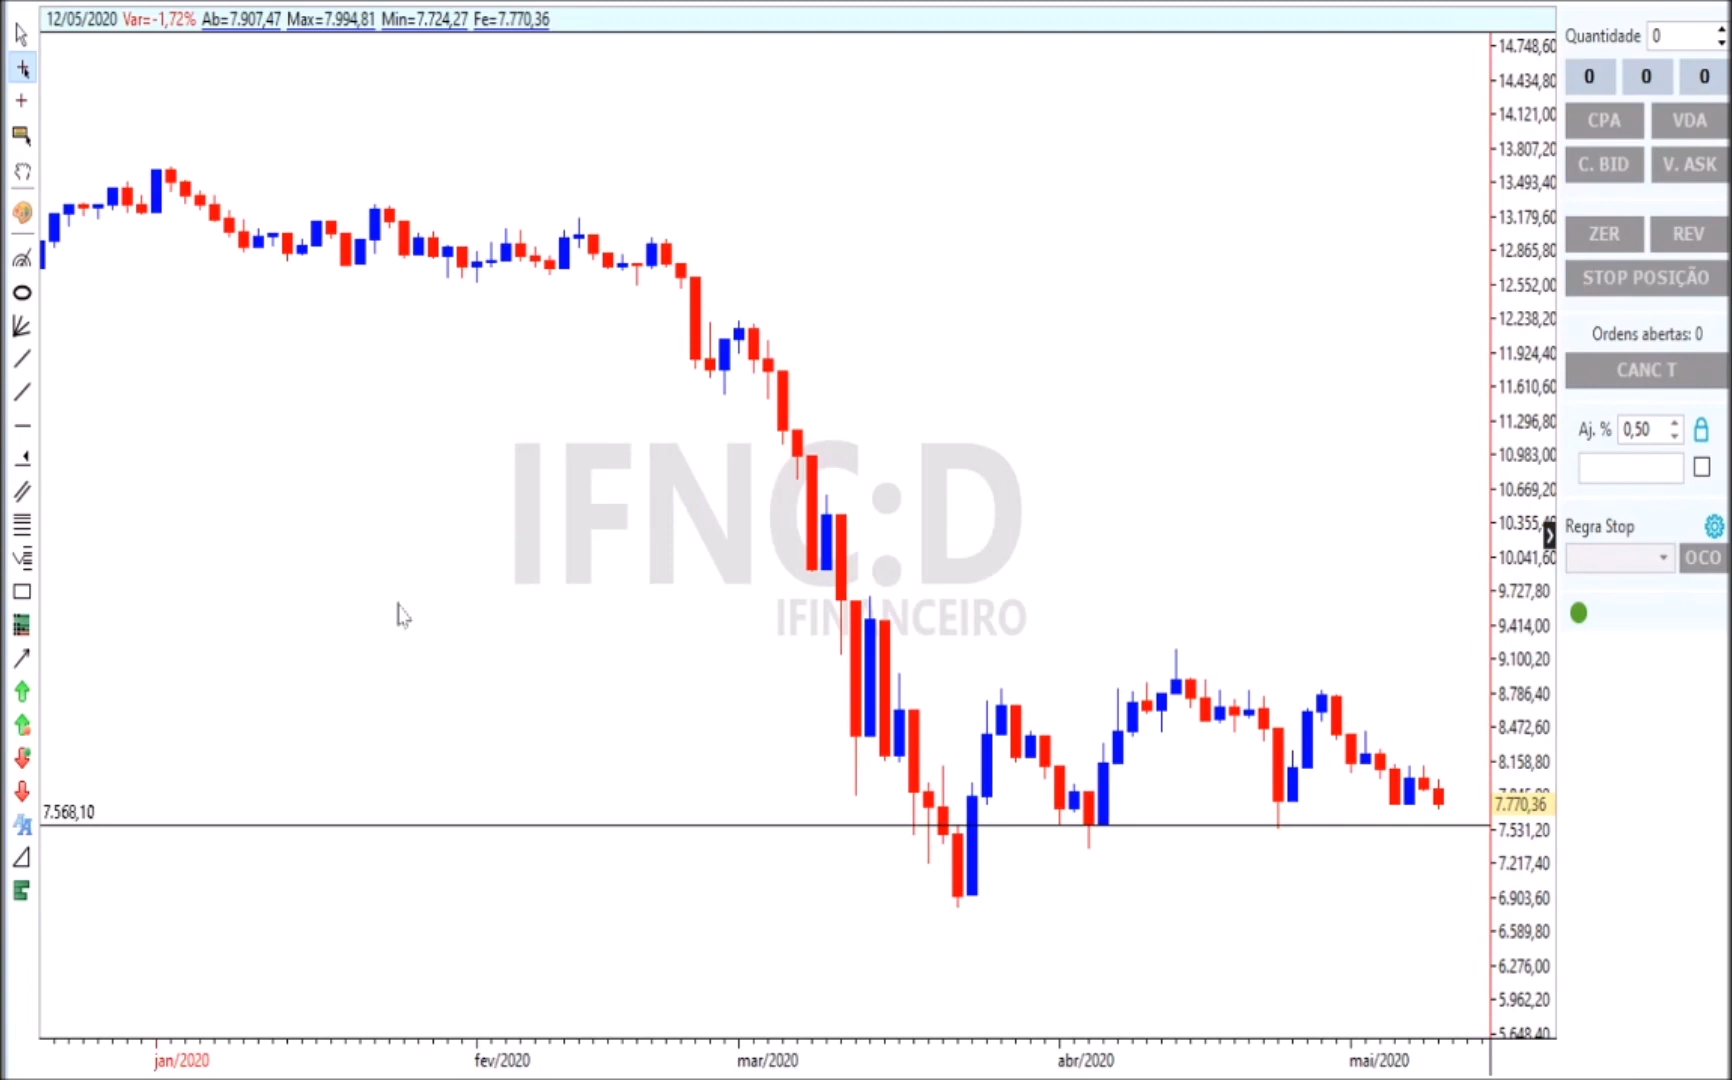 12/05/2020 Var=-1,72% Ab=7.907,47 Max=7.994,81 Min=7.724,27 Fe=7.770,36
14.748,60
14.434,80
14.121,00
13.807,20
13.493,40
13.179,60
12.865,80
12.552,00
12.238,20
11.924,40
11.610,60
11.296,80
10.983,00
10.669,20
10.355,4
10.041,60
9.727,80
9.414,00
9.100,20
8.786,40
8.472,60
8.158,80
7.770,36
7.531,20
7.217,40
6.903,60
6.589,80
6.276,00
5.962,20
5.648,40
IFNC:D
IFINANCEIRO
7.568,10
jan/2020 fev/2020 mar/2020 abr/2020 mai/2020
Quantidade 0
0 0 0
CPA VDA
C. BID V. ASK
ZER REV
STOP POSIÇÃO
Ordens abertas: 0
CANC T
Aj. % 0,50
Regra Stop
OCO